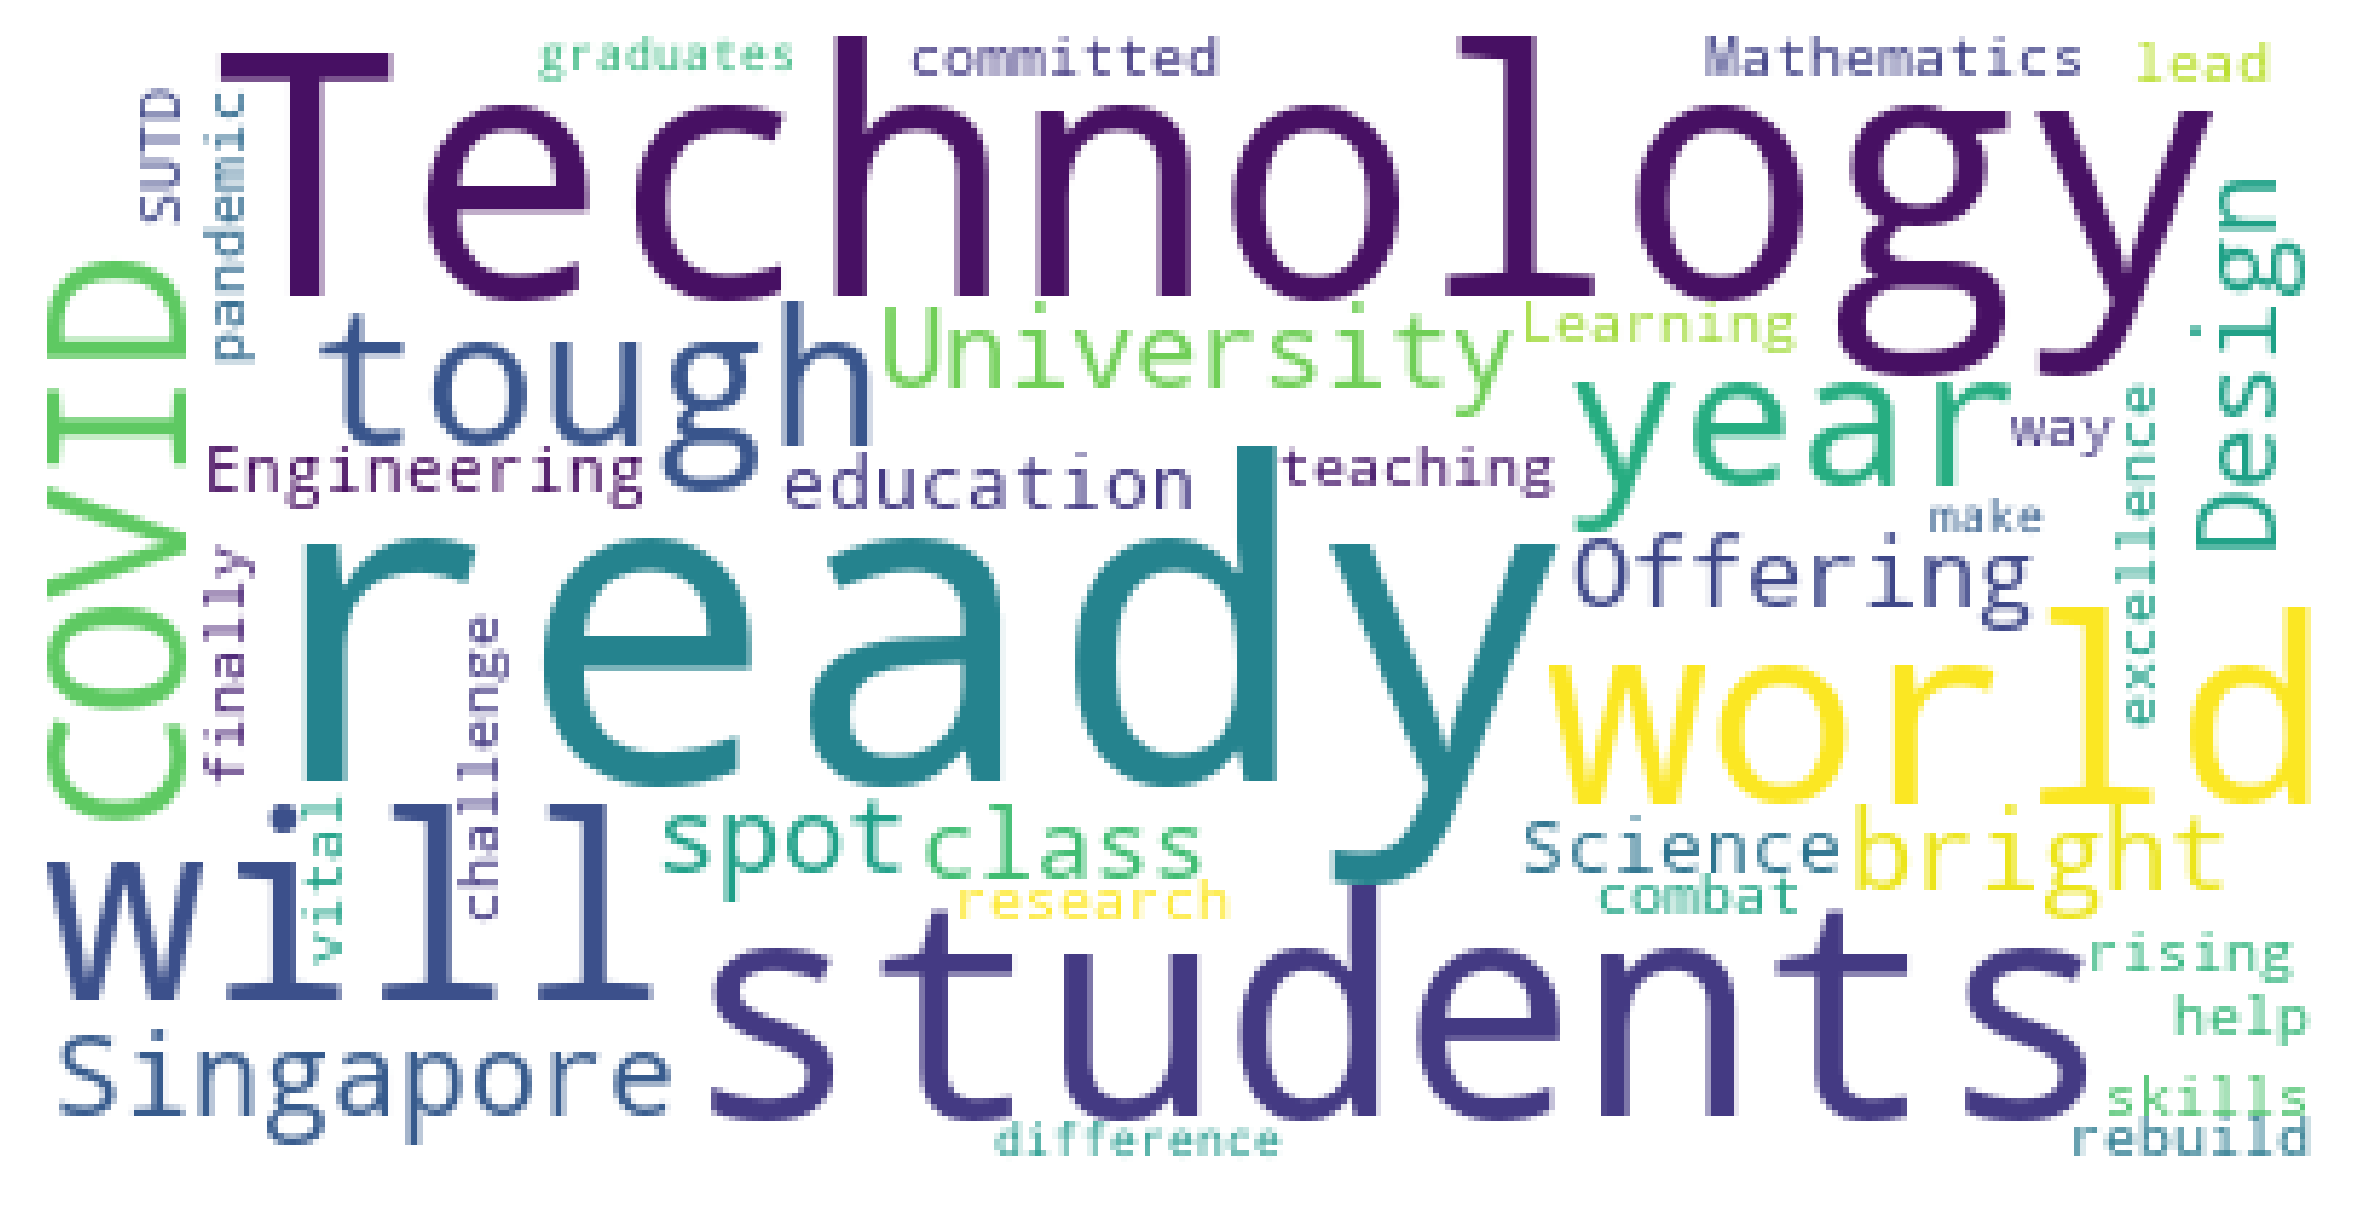 graduates
committed
Mathematics
lead
SUTD
pandemic
Technology
Design
COVID
tough
University
Learning
year
way
excellence
Engineering
education
teaching
make
ready
Offering
finally
challenge
world
will
vital
spot
class
Science
bright
research
combat
students
rising
help
Singapore
skills
difference
rebuild